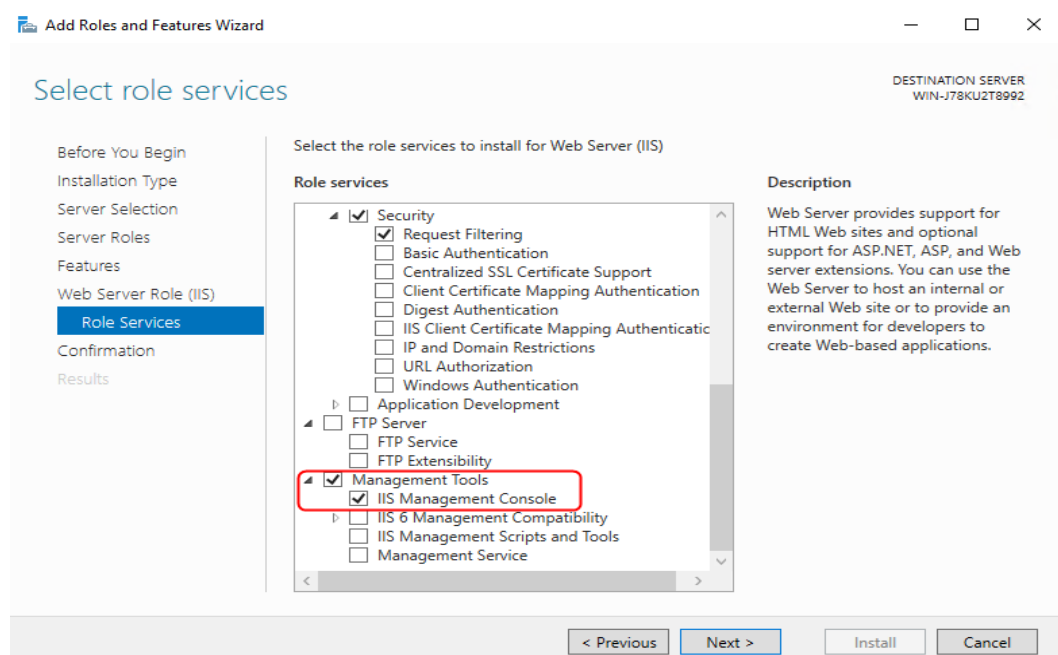 Add Roles and Features Wizard
Select role services
DESTINATION SERVER
WIN-J78KU2T8992
Before You Begin
Installation Type
Server Selection
Server Roles
Features
Web Server Role (IIS)
Role Services
Confirmation
Results
Select the role services to install for Web Server (IIS)
Role services
Security
Request Filtering
Basic Authentication
Centralized SSL Certificate Support
Client Certificate Mapping Authentication
Digest Authentication
IIS Client Certificate Mapping Authenticatic
IP and Domain Restrictions
URL Authorization
Windows Authentication
Application Development
FTP Server
FTP Service
FTP Extensibility
Management Tools
IIS Management Console
IIS 6 Management Compatibility
IIS Management Scripts and Tools
Management Service
Description
Web Server provides support for
HTML Web sites and optional
support for ASP.NET, ASP, and Web
server extensions. You can use the
Web Server to host an internal or
external Web site or to provide an
environment for developers to
create Web-based applications.
< Previous
Next >
Install
Cancel